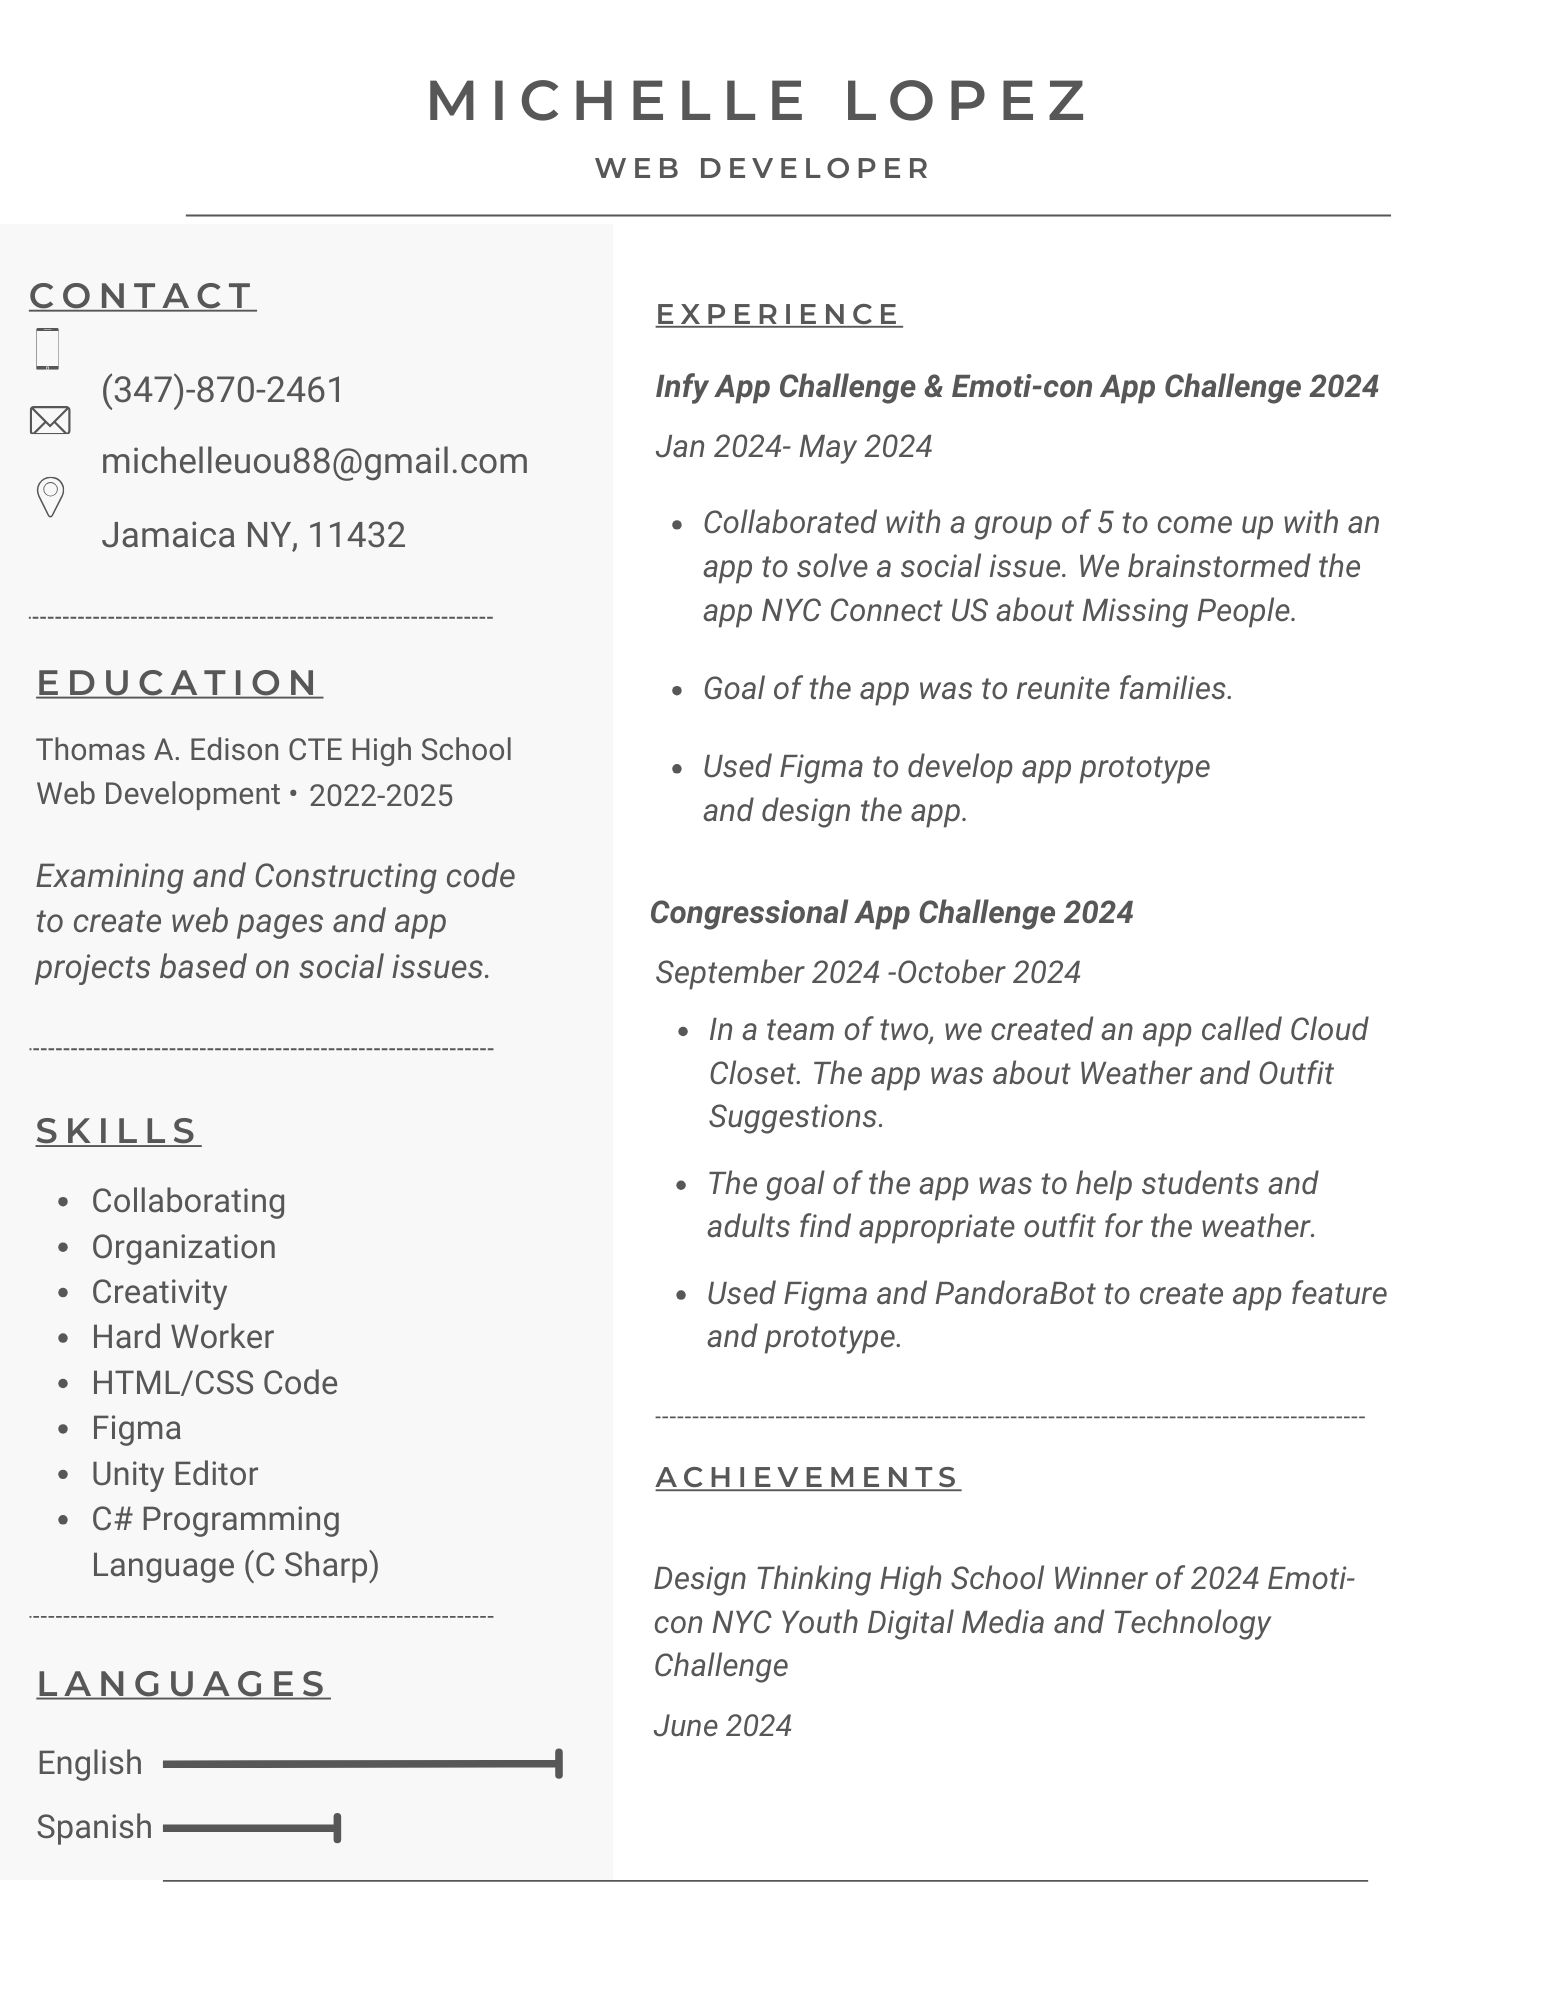 MICHELLE LOPEZ
WEB DEVELOPER
CONTACT
(347)-870-2461
michelleuou88@gmail.com
Jamaica NY, 11432
EDUCATION
Thomas A. Edison CTE High School
Web Development • 2022-2025
Examining and Constructing code
to create web pages and app
projects based on social issues.
SKILLS
• Collaborating
• Organization
• Creativity
• Hard Worker
• HTML/CSS Code
• Figma
• Unity Editor
• C# Programming
Language (C Sharp)
LANGUAGES
English
Spanish
EXPERIENCE
Infy App Challenge & Emoti-con App Challenge 2024
Jan 2024- May 2024
• Collaborated with a group of 5 to come up with an
app to solve a social issue. We brainstormed the
app NYC Connect US about Missing People.
• Goal of the app was to reunite families.
• Used Figma to develop app prototype
and design the app.
Congressional App Challenge 2024
September 2024 -October 2024
• In a team of two, we created an app called Cloud
Closet. The app was about Weather and Outfit
Suggestions.
• The goal of the app was to help students and
adults find appropriate outfit for the weather.
• Used Figma and PandoraBot to create app feature
and prototype.
ACHIEVEMENTS
Design Thinking High School Winner of 2024 Emoti-
con NYC Youth Digital Media and Technology
Challenge
June 2024